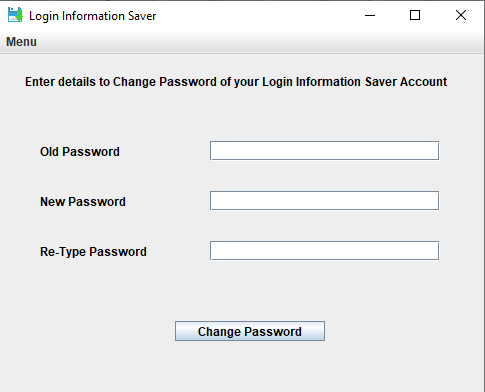 Login Information Saver
Menu
Enter details to Change Password of your Login Information Saver Account
Old Password
New Password
Re-Type Password
Change Password